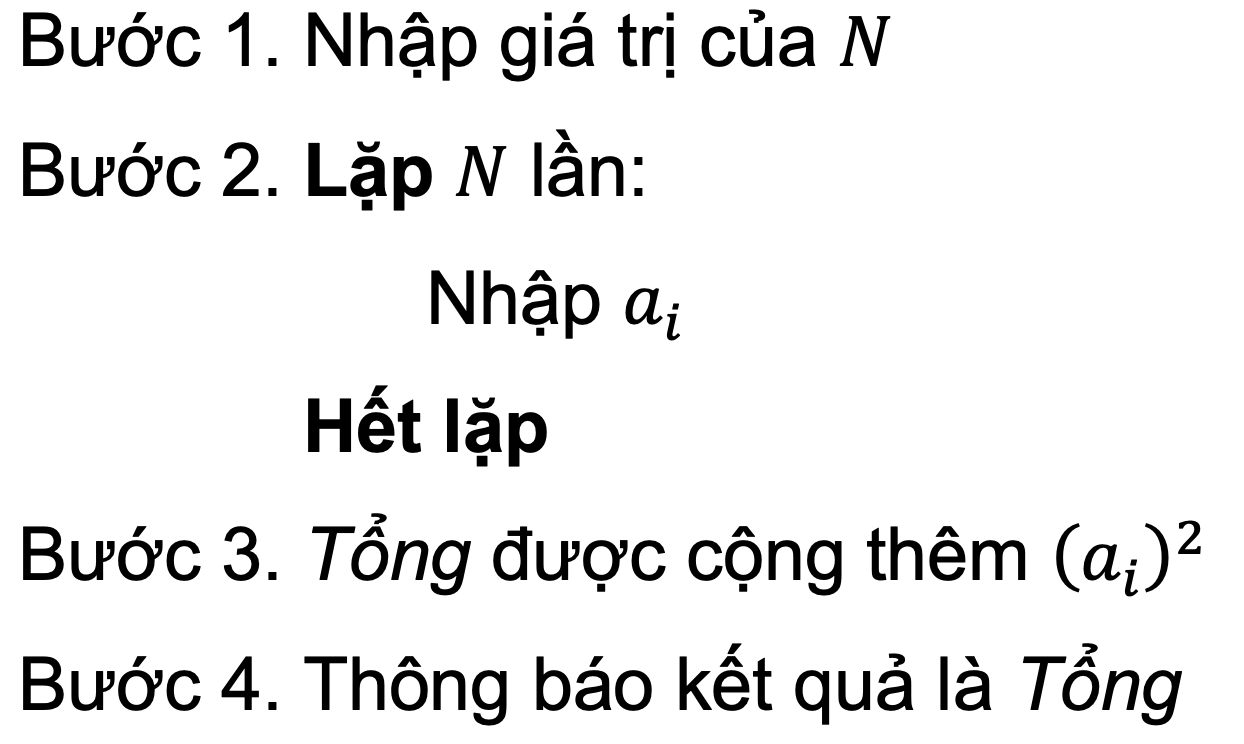 Bước 1. Nhập giá trị của N
Bước 2. Lặp N lần:
Nhập aᵢ
Hết lặp
Bước 3. Tổng được cộng thêm (aᵢ)²
Bước 4. Thông báo kết quả là Tổng